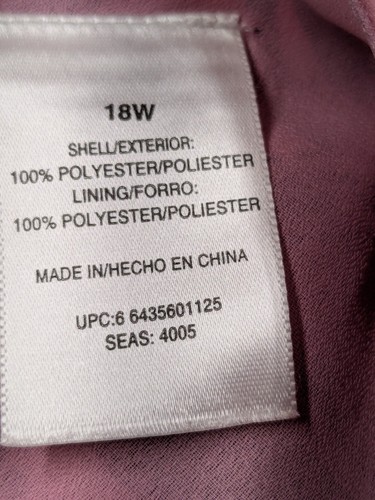 18W
SHELL/EXTERIOR:
100% POLYESTER/POLIESTER
LINING/FORRO:
100% POLYESTER/POLIESTER
MADE IN/HECHO EN CHINA
UPC:6 6435601125
SEAS: 4005